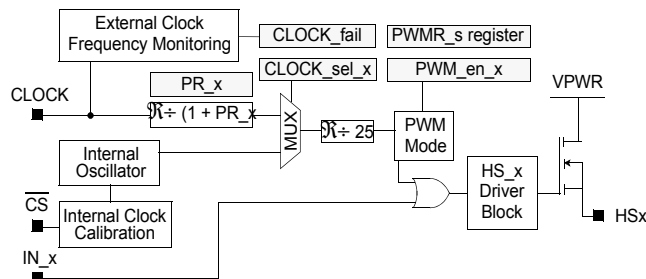 External Clock
Frequency Monitoring
CLOCK_fail
PWMR_s register
PR_x
CLOCK_sel_x
PWM_en_x
VPWR
CLOCK
ℜ÷ (1 + PR_x
MUX
ℜ÷ 25
PWM
Mode
Internal
Oscillator
HS_x
Driver
Block
CS
Internal Clock
Calibration
HSx
IN_x